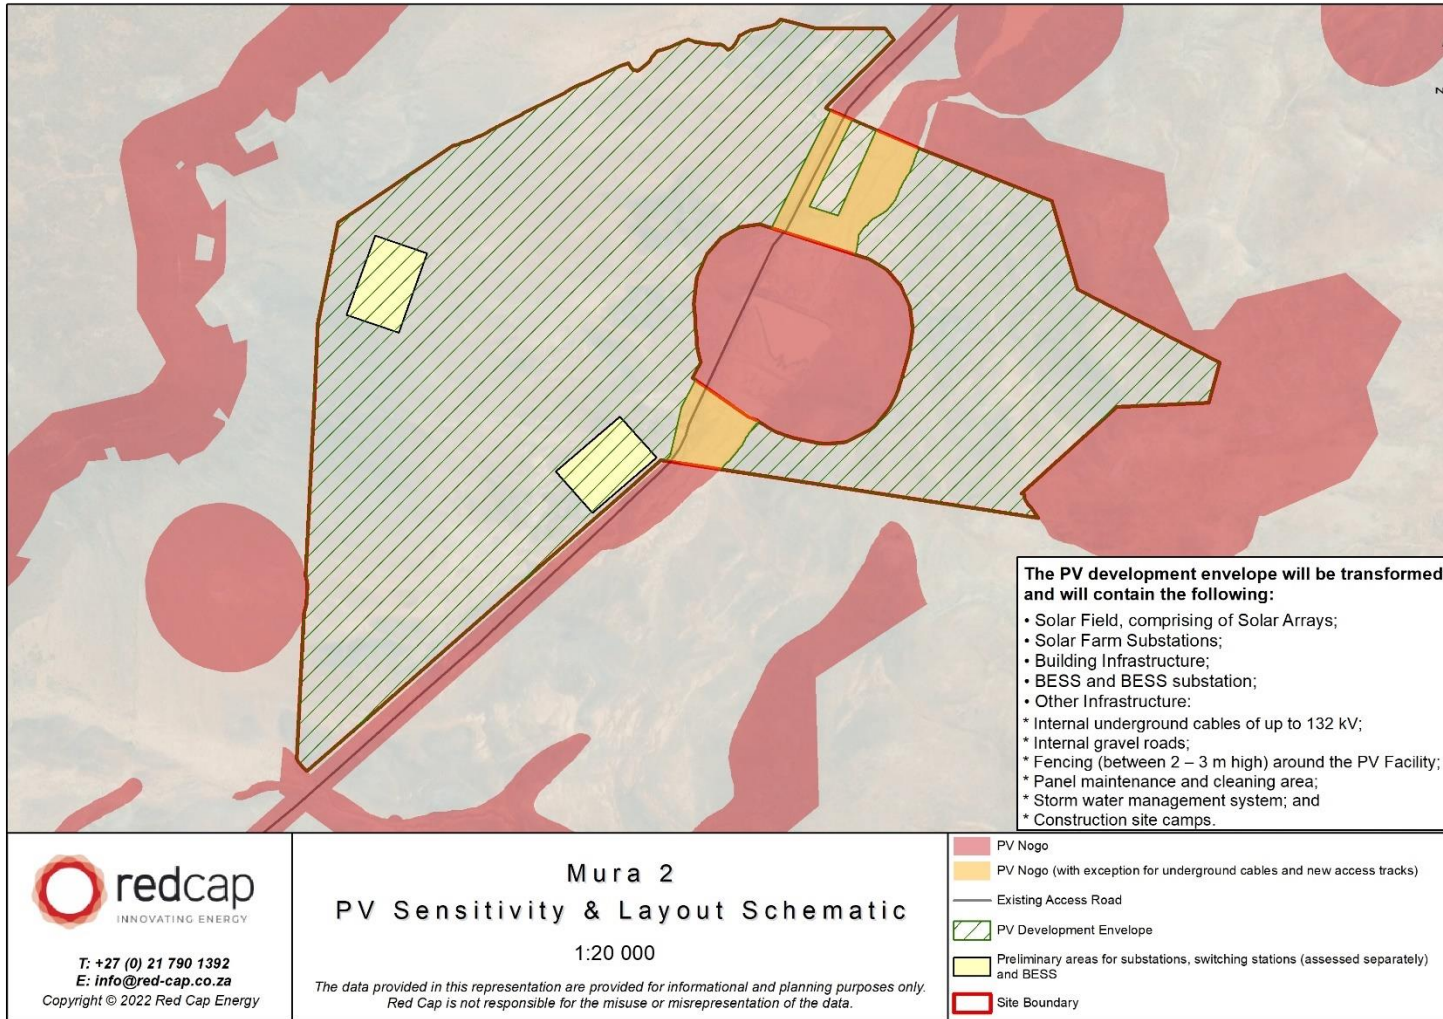 N
The PV development envelope will be transformed
and will contain the following:
• Solar Field, comprising of Solar Arrays;
• Solar Farm Substations;
• Building Infrastructure;
• BESS and BESS substation;
• Other Infrastructure:
* Internal underground cables of up to 132 kV;
* Internal gravel roads;
* Fencing (between 2 – 3 m high) around the PV Facility;
* Panel maintenance and cleaning area;
* Storm water management system; and
* Construction site camps.
redcap
INNOVATING ENERGY
T: +27 (0) 21 790 1392
E: info@red-cap.co.za
Copyright © 2022 Red Cap Energy
Mura 2
PV Sensitivity & Layout Schematic
1:20 000
The data provided in this representation are provided for informational and planning purposes only.
Red Cap is not responsible for the misuse or misrepresentation of the data.
PV Nogo
PV Nogo (with exception for underground cables and new access tracks)
Existing Access Road
PV Development Envelope
Preliminary areas for substations, switching stations (assessed separately)
and BESS
Site Boundary